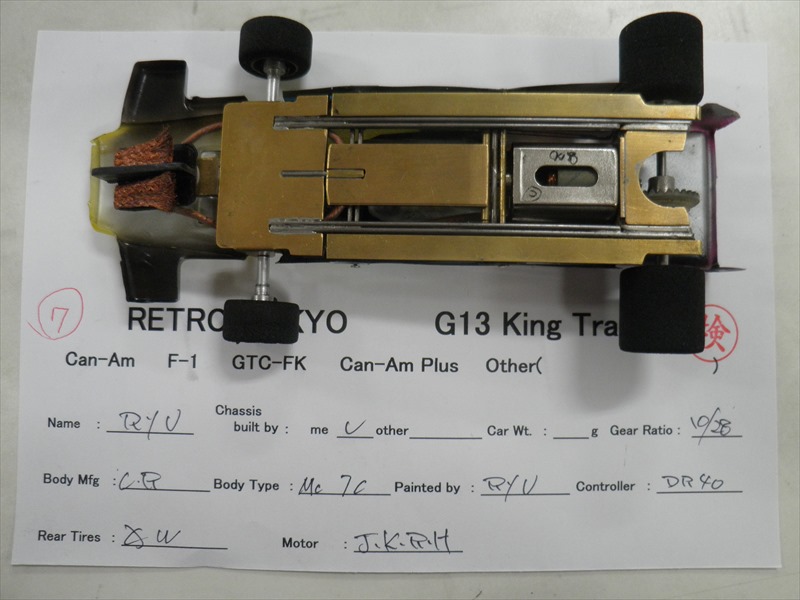 7
RETRO KYO G13 King Tra 検
Can-Am F-1 GTC-FK Can-Am Plus Other( )
Name : RYU Chassis built by : me ✓ other Car Wt. : g Gear Ratio : 10/28
Body Mfg : C.R Body Type : Mc 7C Painted by : RYU Controller : DR40
Rear Tires : W Motor : J.K.R.H